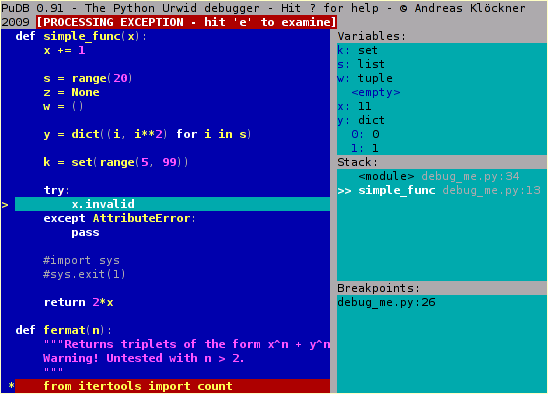 PuDB 0.91 - The Python Urwid debugger - Hit ? for help - © Andreas Klöckner
2009 [PROCESSING EXCEPTION - hit 'e' to examine]
def simple_func(x):
    x += 1
    s = range(20)
    z = None
    w = ()
    y = dict((i, i**2) for i in s)
    k = set(range(5, 99))
    try:
>        x.invalid
    except AttributeError:
        pass
    #import sys
    #sys.exit(1)
    return 2*x
def fermat(n):
    """Returns triplets of the form x^n + y^n
    Warning! Untested with n > 2.
    """
*    from itertools import count
Variables:
k: set
s: list
w: tuple
  <empty>
x: 11
y: dict
  0: 0
  1: 1
Stack:
   <module> debug_me.py:34
>> simple_func debug_me.py:13
Breakpoints:
debug_me.py:26